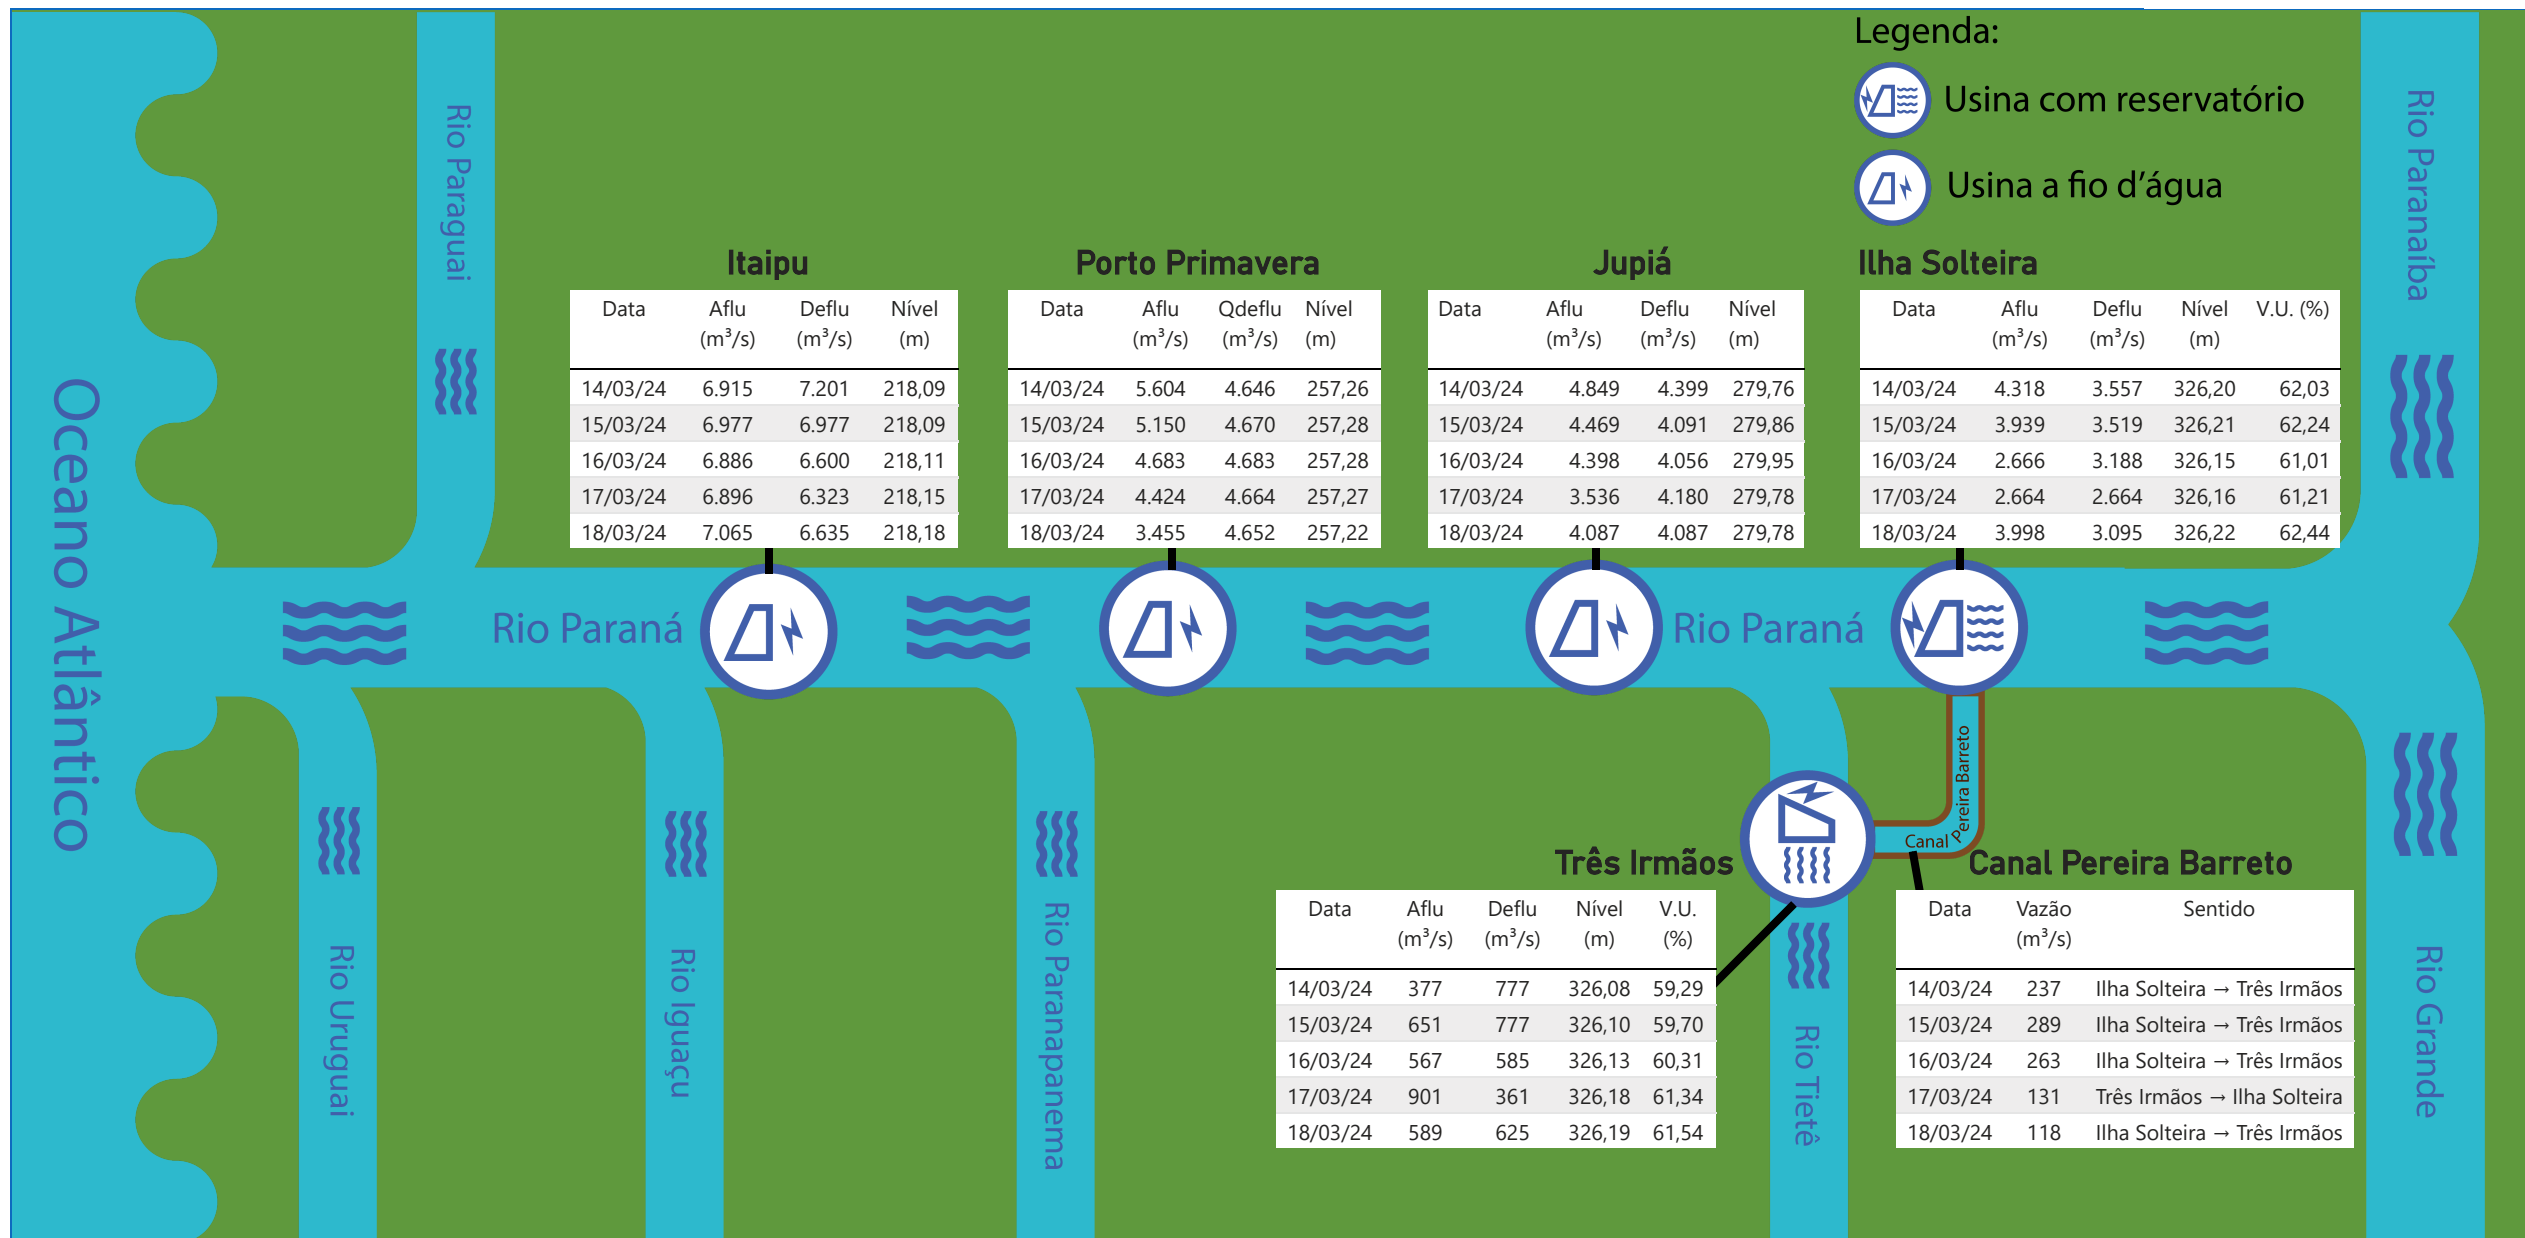 Legenda:
Usina com reservatório
Usina a fio d’água
Oceano Atlântico
Rio Paraguai
Rio Paranaíba
Itaipu
Data Aflu Deflu Nível
(m³/s) (m³/s) (m)
14/03/24 6.915 7.201 218,09
15/03/24 6.977 6.977 218,09
16/03/24 6.886 6.600 218,11
17/03/24 6.896 6.323 218,15
18/03/24 7.065 6.635 218,18
Porto Primavera
Data Aflu Qdeflu Nível
(m³/s) (m³/s) (m)
14/03/24 5.604 4.646 257,26
15/03/24 5.150 4.670 257,28
16/03/24 4.683 4.683 257,28
17/03/24 4.424 4.664 257,27
18/03/24 3.455 4.652 257,22
Jupiá
Data Aflu Deflu Nível
(m³/s) (m³/s) (m)
14/03/24 4.849 4.399 279,76
15/03/24 4.469 4.091 279,86
16/03/24 4.398 4.056 279,95
17/03/24 3.536 4.180 279,78
18/03/24 4.087 4.087 279,78
Ilha Solteira
Data Aflu Deflu Nível V.U. (%)
(m³/s) (m³/s) (m)
14/03/24 4.318 3.557 326,20 62,03
15/03/24 3.939 3.519 326,21 62,24
16/03/24 2.666 3.188 326,15 61,01
17/03/24 2.664 2.664 326,16 61,21
18/03/24 3.998 3.095 326,22 62,44
Rio Paraná
Rio Paraná
Canal Pereira Barreto
Três Irmãos
Data Aflu Deflu Nível V.U.
(m³/s) (m³/s) (m) (%)
14/03/24 377 777 326,08 59,29
15/03/24 651 777 326,10 59,70
16/03/24 567 585 326,13 60,31
17/03/24 901 361 326,18 61,34
18/03/24 589 625 326,19 61,54
Canal Pereira Barreto
Data Vazão Sentido
(m³/s)
14/03/24 237 Ilha Solteira → Três Irmãos
15/03/24 289 Ilha Solteira → Três Irmãos
16/03/24 263 Ilha Solteira → Três Irmãos
17/03/24 131 Três Irmãos → Ilha Solteira
18/03/24 118 Ilha Solteira → Três Irmãos
Rio Uruguai
Rio Iguaçu
Rio Paranapanema
Rio Tietê
Rio Grande